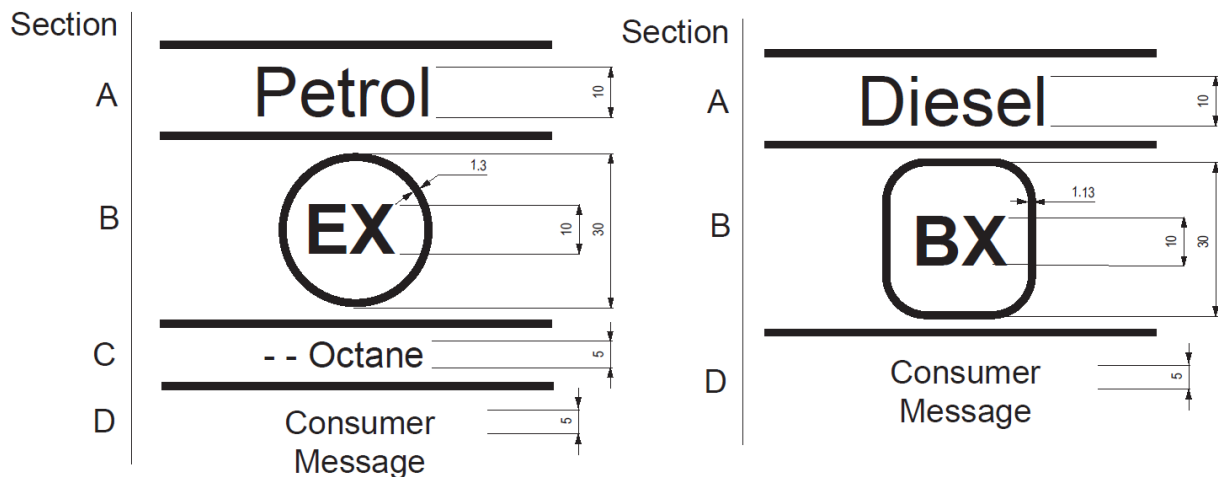 Section
A
Petrol
10
B
EX
1.3
10
30
C
- - Octane
5
D
Consumer
Message
5
Section
A
Diesel
10
B
BX
1.13
10
30
D
Consumer
Message
5